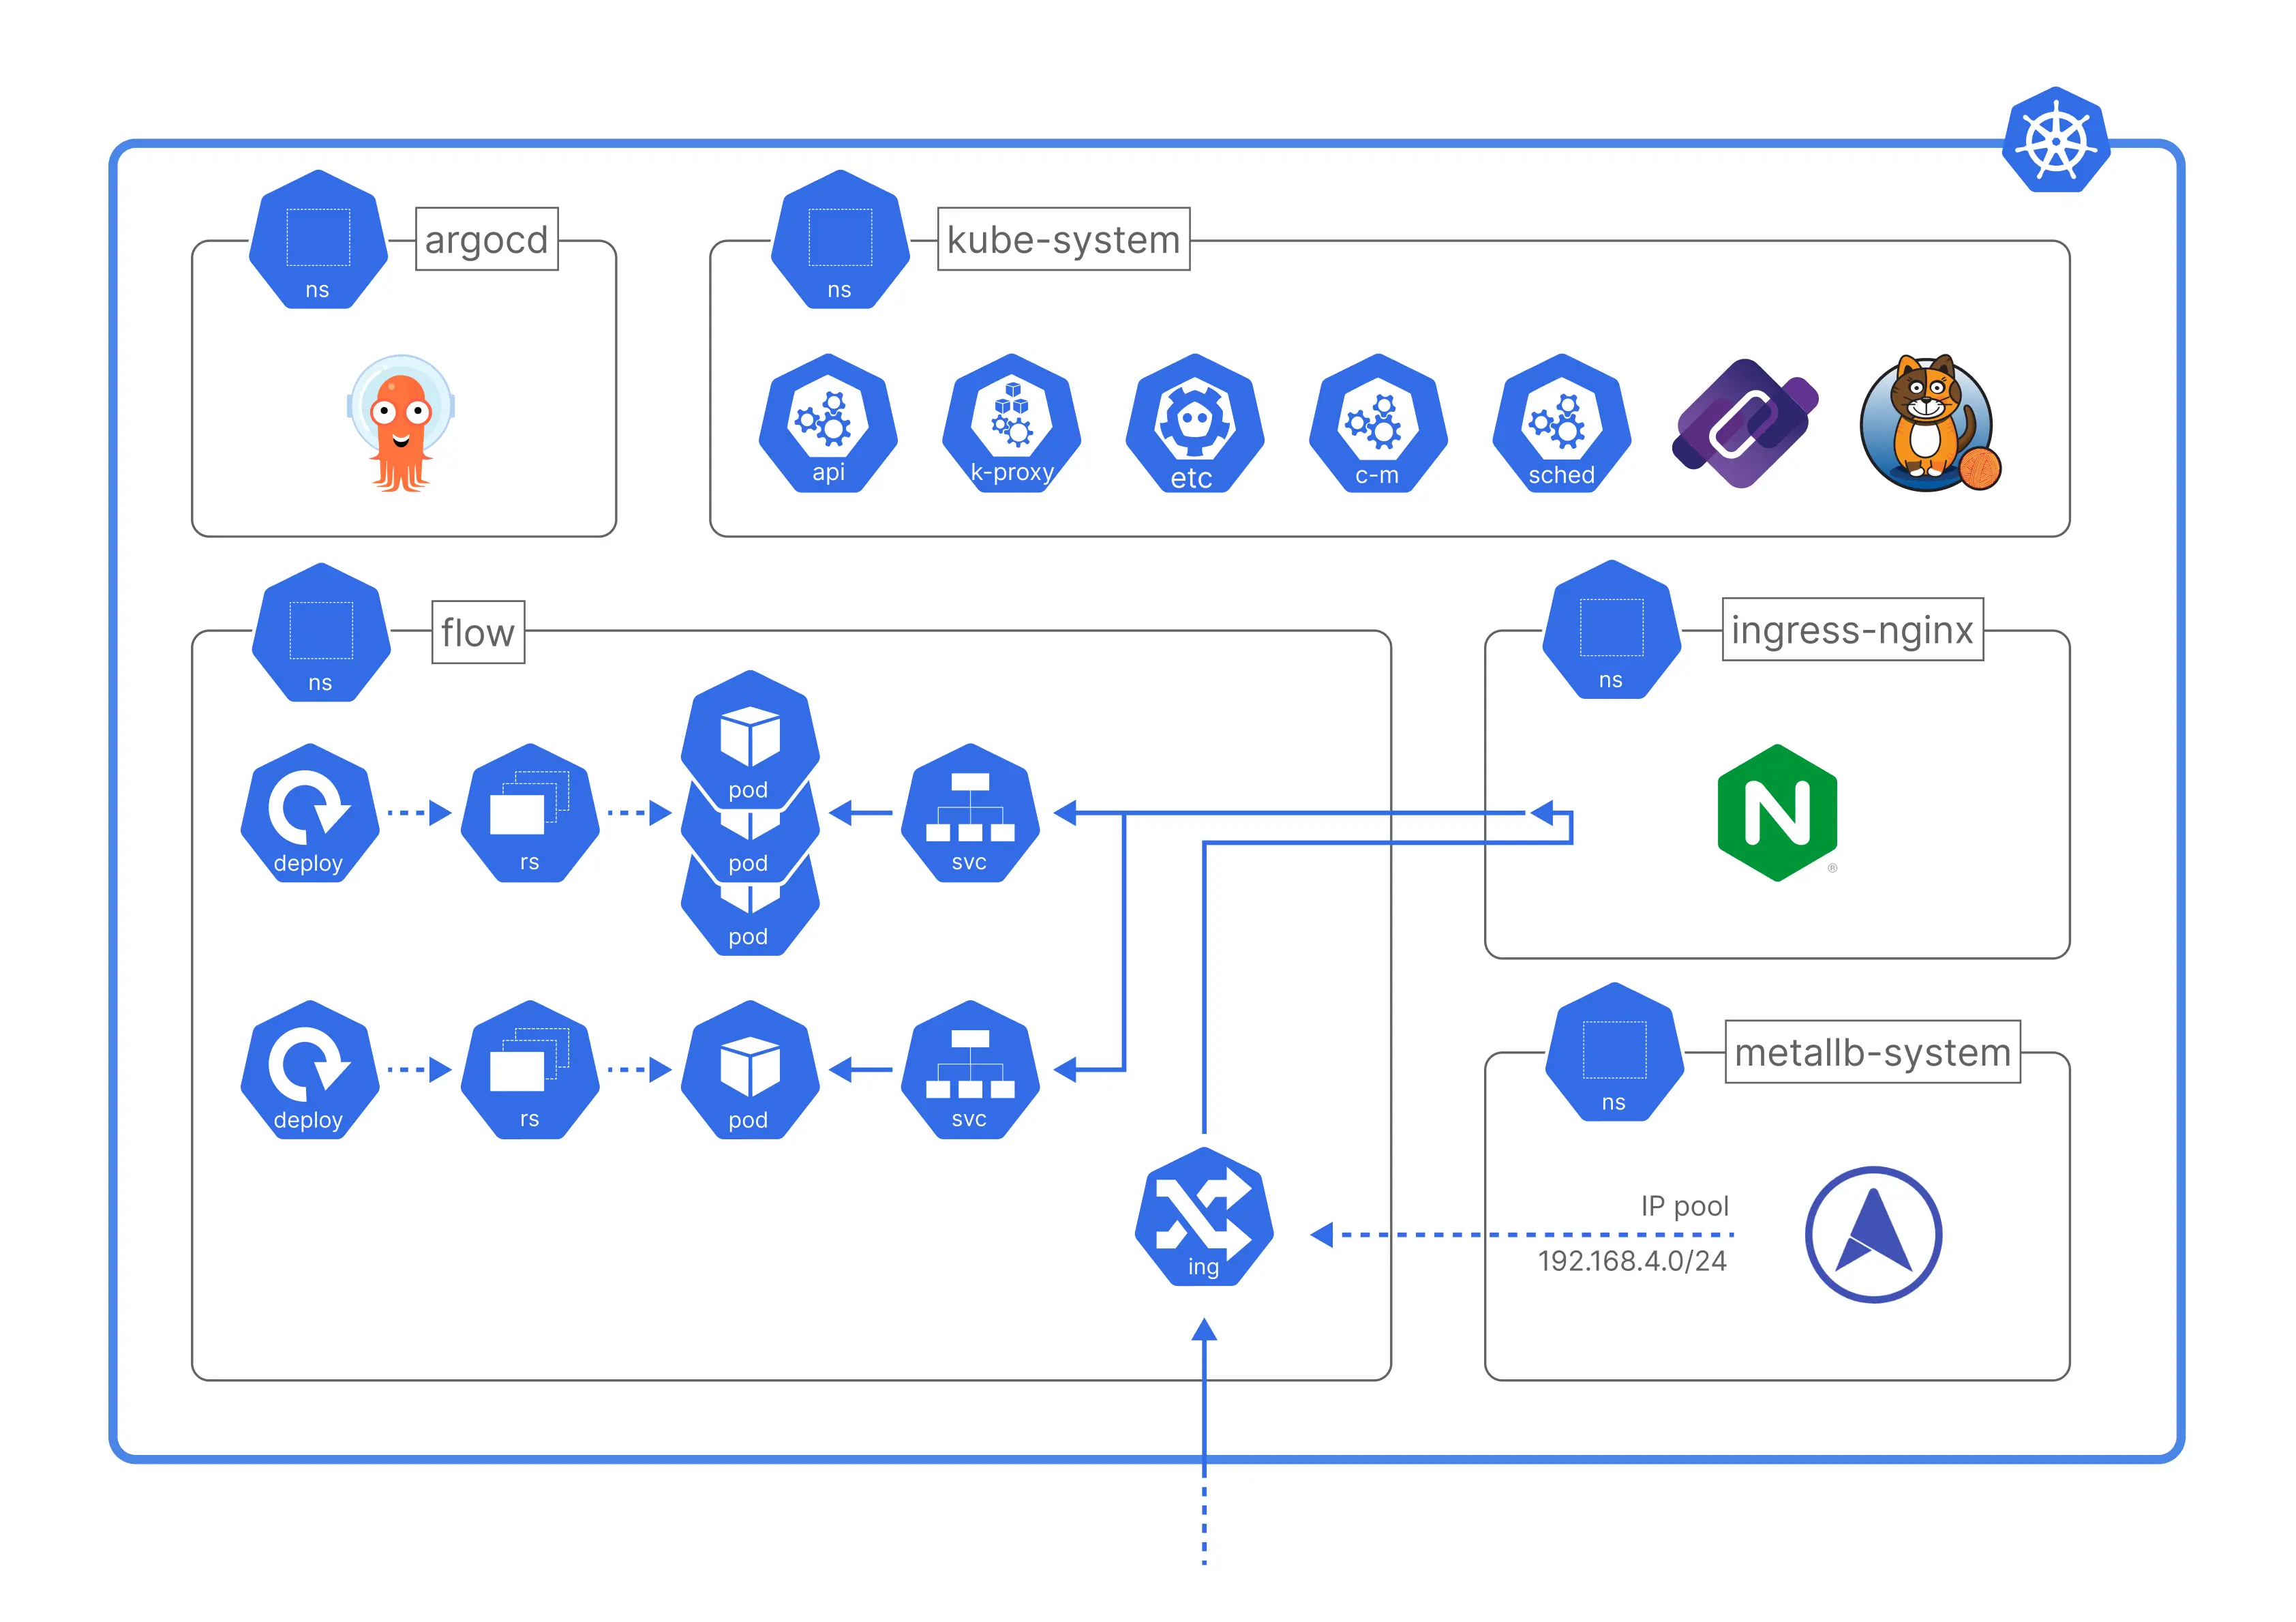 ns
argocd
ns
kube-system
api
k-proxy
etc
c-m
sched
ns
flow
deploy
rs
pod
pod
pod
svc
deploy
rs
pod
svc
ing
ns
ingress-nginx
N
®
ns
metallb-system
IP pool
192.168.4.0/24